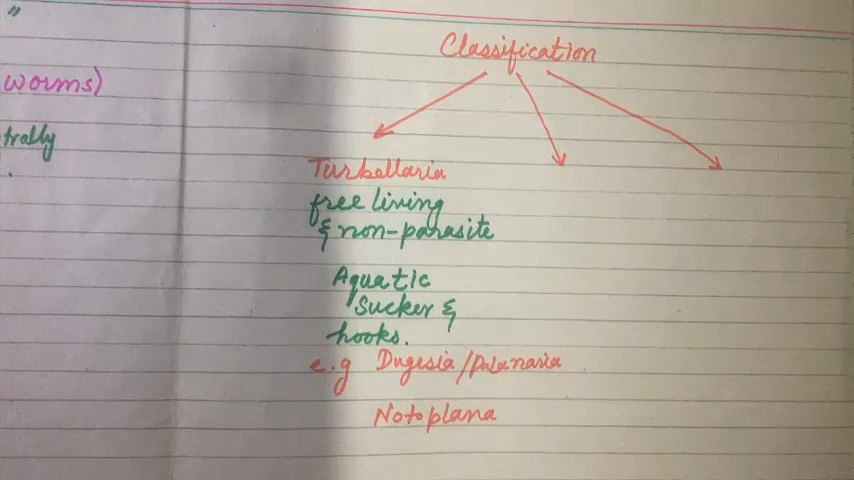 "
worms)
trally
.
Classification
Turbellaria
free living
& non-parasite
Aquatic
Sucker &
hooks.
e.g Dugesia/Planaria
Notoplana